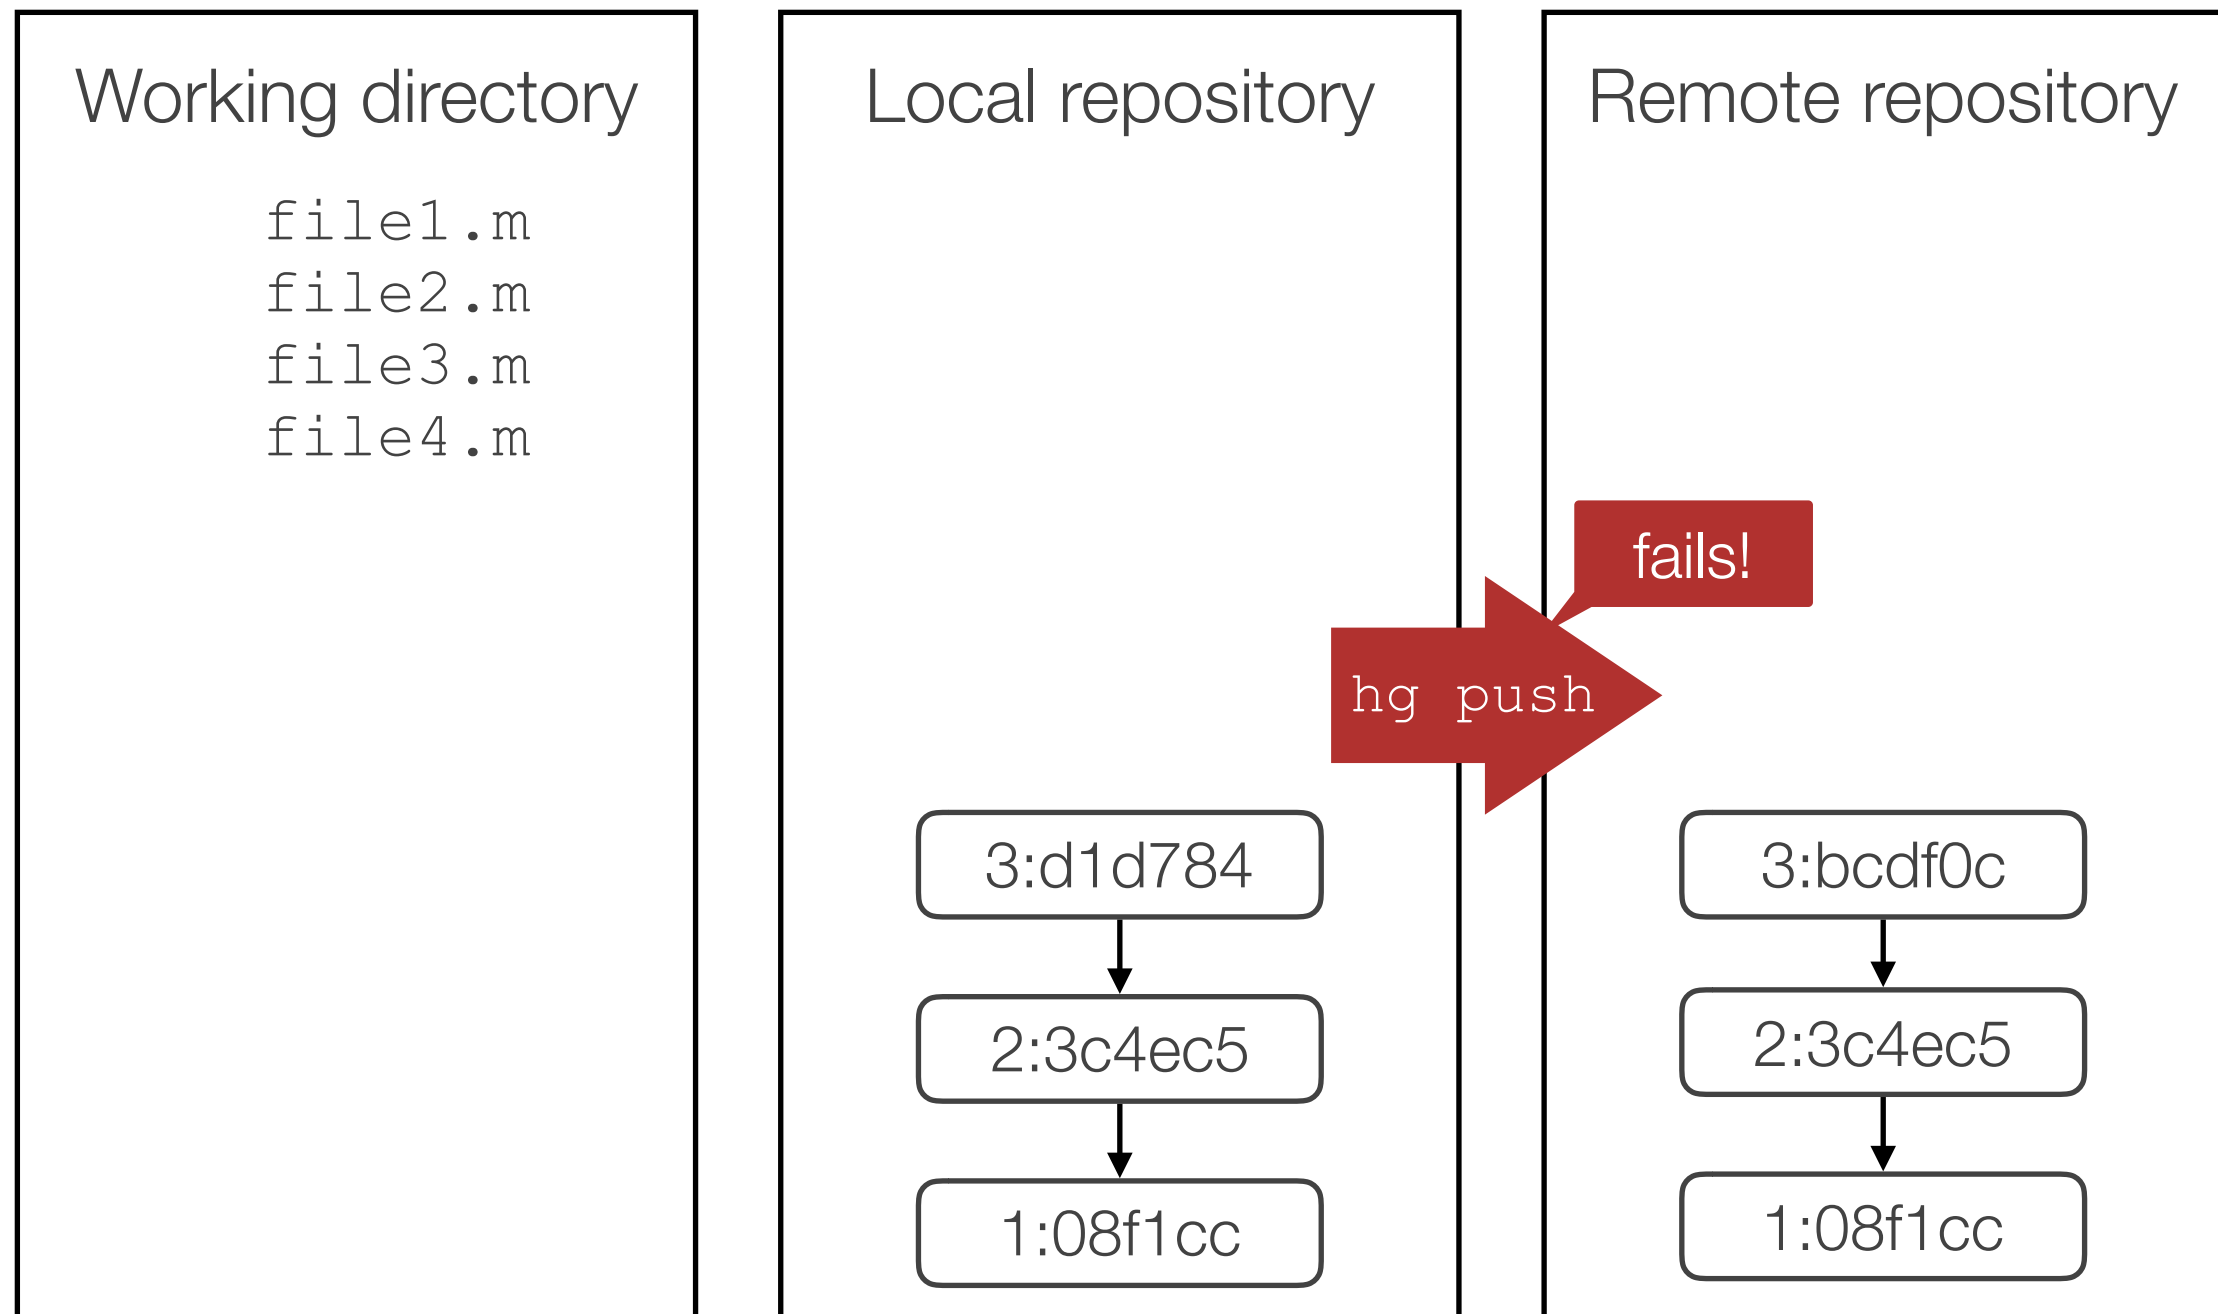 Working directory
file1.m
file2.m
file3.m
file4.m
Local repository
3:d1d784
2:3c4ec5
1:08f1cc
hg push
fails!
Remote repository
3:bcdf0c
2:3c4ec5
1:08f1cc